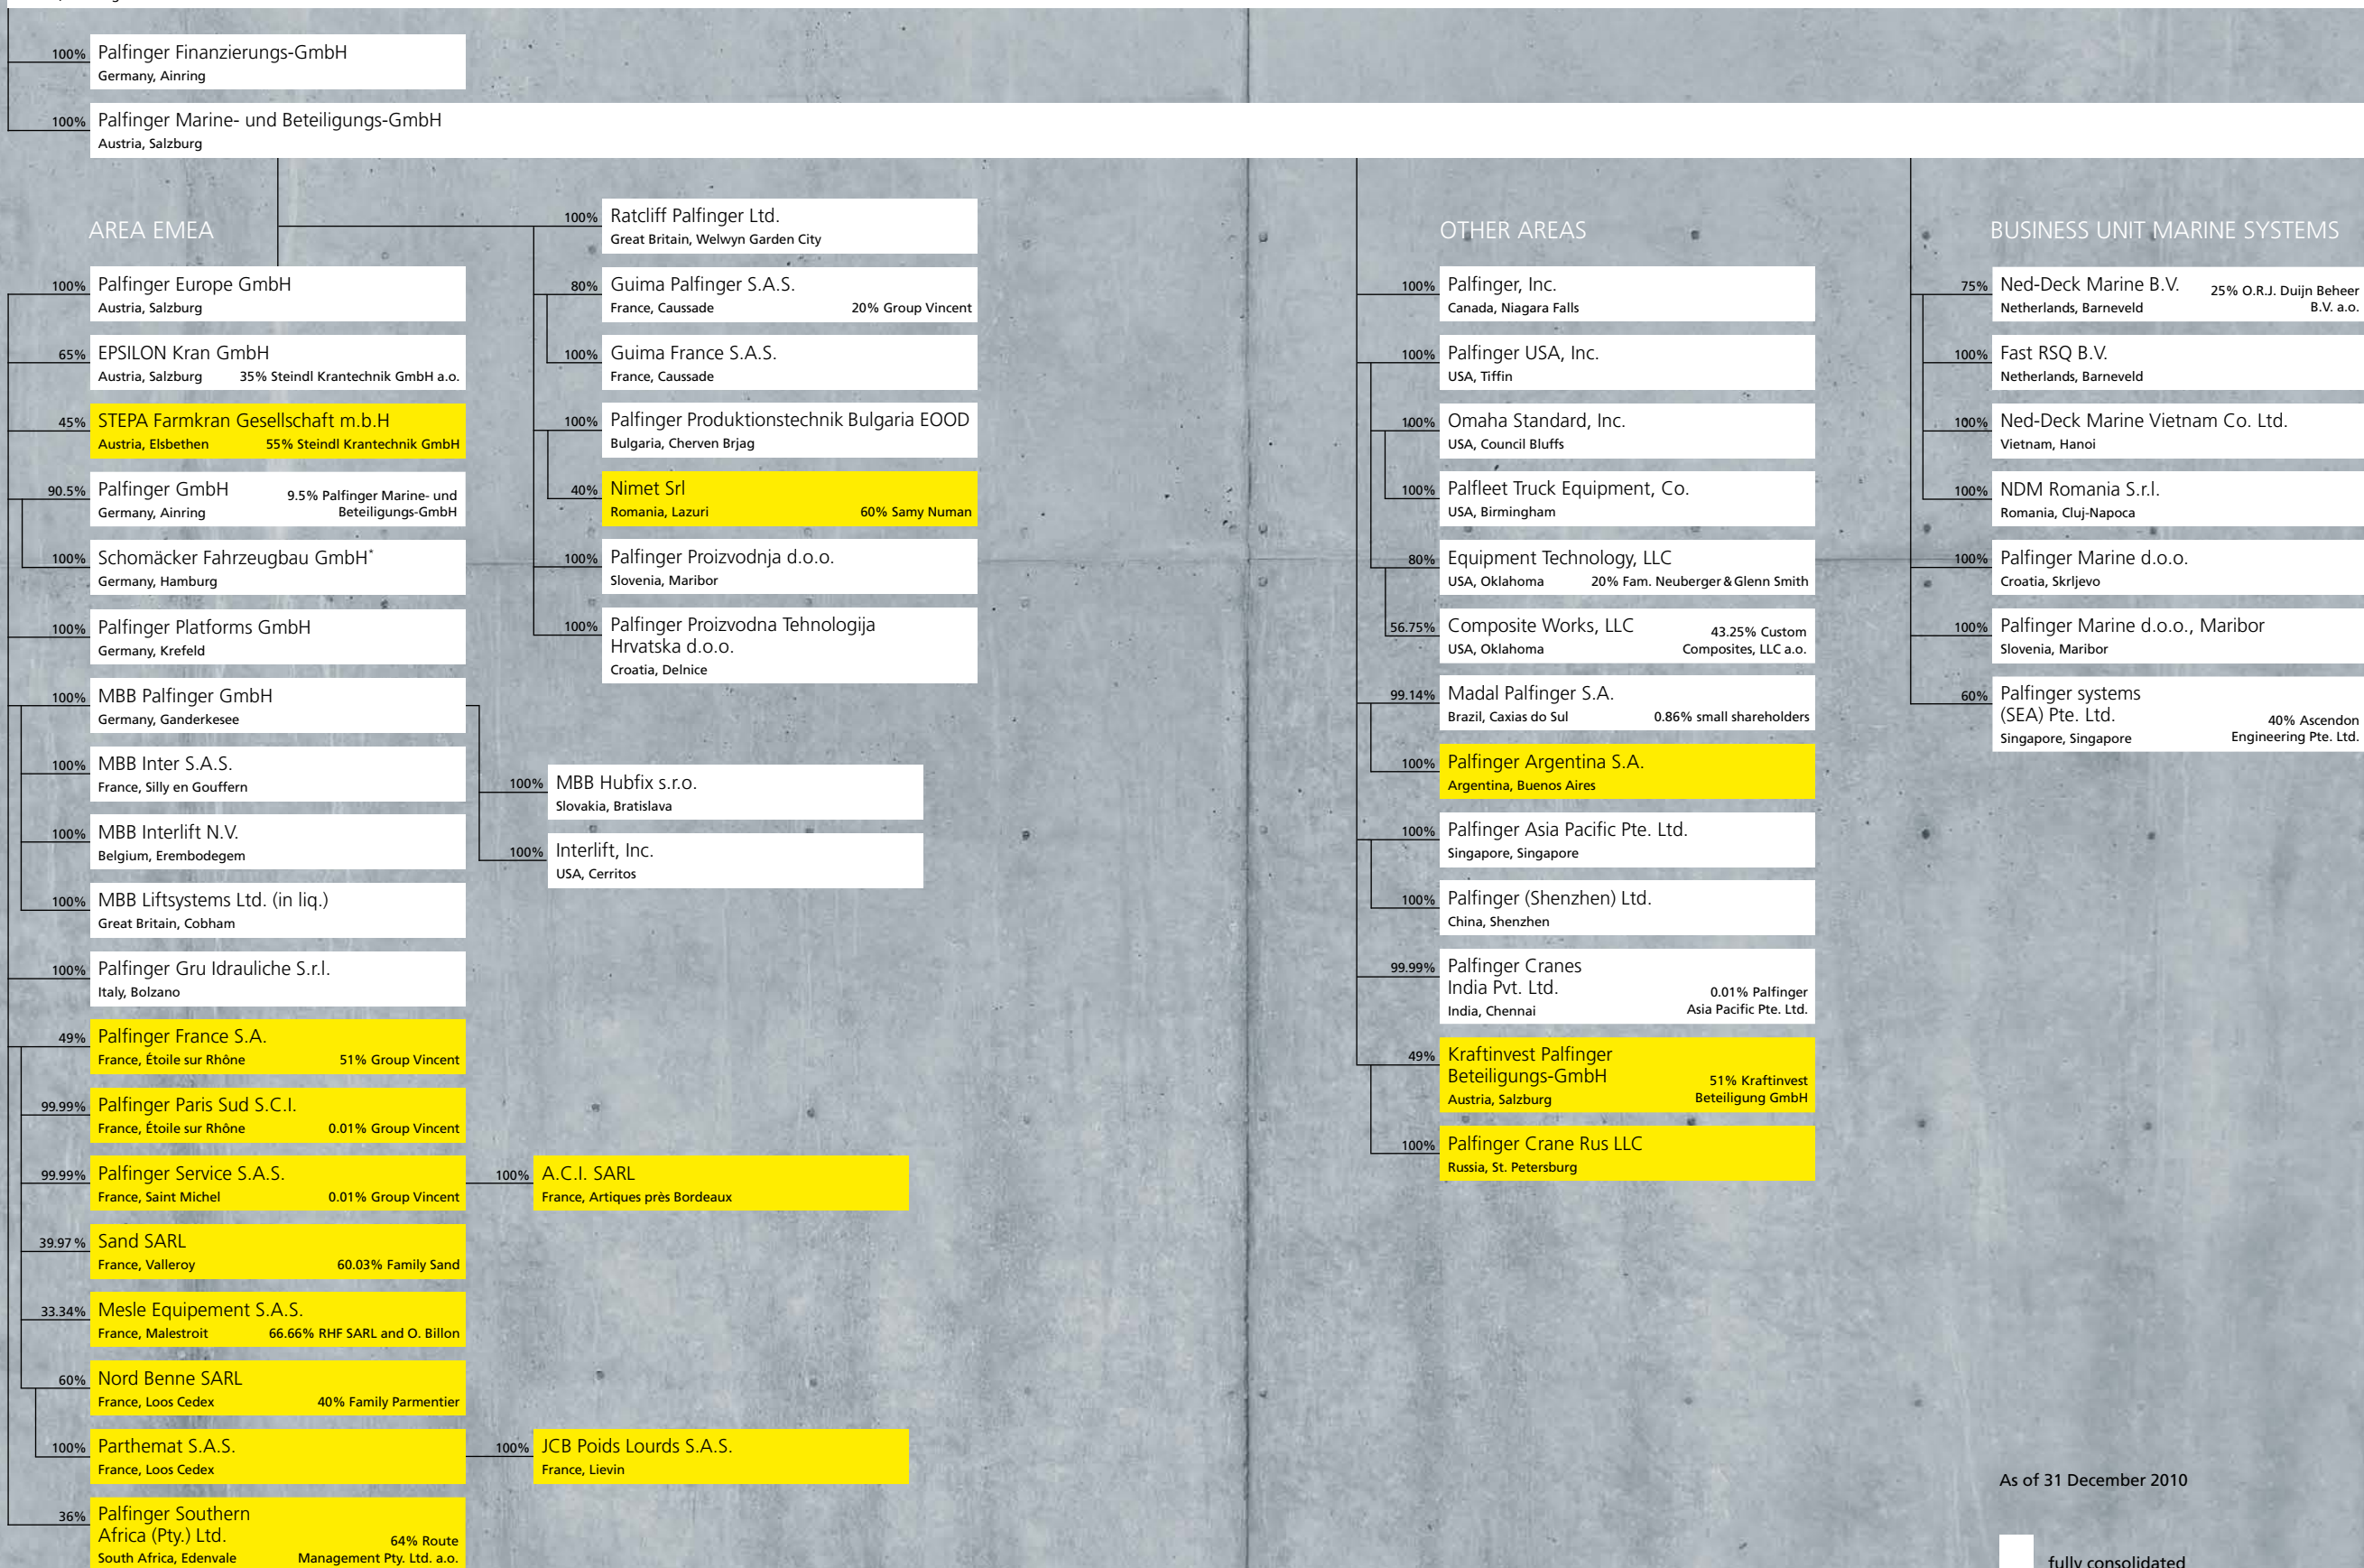 100% Palfinger Finanzierungs-GmbH
Germany, Ainring
100% Palfinger Marine- und Beteiligungs-GmbH
Austria, Salzburg
AREA EMEA
100% Palfinger Europe GmbH
Austria, Salzburg
65% EPSILON Kran GmbH
Austria, Salzburg 35% Steindl Krantechnik GmbH a.o.
45% STEPA Farmkran Gesellschaft m.b.H
Austria, Elsbethen 55% Steindl Krantechnik GmbH
90.5% Palfinger GmbH
Germany, Ainring
9.5% Palfinger Marine- und
Beteiligungs-GmbH
100% Schomäcker Fahrzeugbau GmbH*
Germany, Hamburg
100% Palfinger Platforms GmbH
Germany, Krefeld
100% MBB Palfinger GmbH
Germany, Ganderkesee
100% MBB Inter S.A.S.
France, Silly en Gouffern
100% MBB Interlift N.V.
Belgium, Erembodegem
100% MBB Liftsystems Ltd. (in liq.)
Great Britain, Cobham
100% Palfinger Gru Idrauliche S.r.l.
Italy, Bolzano
49% Palfinger France S.A.
France, Étoile sur Rhône 51% Group Vincent
99.99% Palfinger Paris Sud S.C.I.
France, Étoile sur Rhône 0.01% Group Vincent
99.99% Palfinger Service S.A.S.
France, Saint Michel 0.01% Group Vincent
39.97% Sand SARL
France, Valleroy 60.03% Family Sand
33.34% Mesle Equipement S.A.S.
France, Malestroit 66.66% RHF SARL and O. Billon
60% Nord Benne SARL
France, Loos Cedex 40% Family Parmentier
100% Parthemat S.A.S.
France, Loos Cedex
36% Palfinger Southern
Africa (Pty.) Ltd.
South Africa, Edenvale
64% Route
Management Pty. Ltd. a.o.
100% Ratcliff Palfinger Ltd.
Great Britain, Welwyn Garden City
80% Guima Palfinger S.A.S.
France, Caussade 20% Group Vincent
100% Guima France S.A.S.
France, Caussade
100% Palfinger Produktionstechnik Bulgaria EOOD
Bulgaria, Cherven Brjag
40% Nimet Srl
Romania, Lazuri 60% Samy Numan
100% Palfinger Proizvodnja d.o.o.
Slovenia, Maribor
100% Palfinger Proizvodna Tehnologija
Hrvatska d.o.o.
Croatia, Delnice
100% MBB Hubfix s.r.o.
Slovakia, Bratislava
100% Interlift, Inc.
USA, Cerritos
100% A.C.I. SARL
France, Artiques près Bordeaux
100% JCB Poids Lourds S.A.S.
France, Lievin
OTHER AREAS
100% Palfinger, Inc.
Canada, Niagara Falls
100% Palfinger USA, Inc.
USA, Tiffin
100% Omaha Standard, Inc.
USA, Council Bluffs
100% Palfleet Truck Equipment, Co.
USA, Birmingham
80% Equipment Technology, LLC
USA, Oklahoma 20% Fam. Neuberger & Glenn Smith
56.75% Composite Works, LLC
USA, Oklahoma
43.25% Custom
Composites, LLC a.o.
99.14% Madal Palfinger S.A.
Brazil, Caxias do Sul 0.86% small shareholders
100% Palfinger Argentina S.A.
Argentina, Buenos Aires
100% Palfinger Asia Pacific Pte. Ltd.
Singapore, Singapore
100% Palfinger (Shenzhen) Ltd.
China, Shenzhen
99.99% Palfinger Cranes
India Pvt. Ltd.
India, Chennai
0.01% Palfinger
Asia Pacific Pte. Ltd.
49% Kraftinvest Palfinger
Beteiligungs-GmbH
Austria, Salzburg
51% Kraftinvest
Beteiligung GmbH
100% Palfinger Crane Rus LLC
Russia, St. Petersburg
BUSINESS UNIT MARINE SYSTEMS
75% Ned-Deck Marine B.V.
Netherlands, Barneveld
25% O.R.J. Duijn Beheer
B.V. a.o.
100% Fast RSQ B.V.
Netherlands, Barneveld
100% Ned-Deck Marine Vietnam Co. Ltd.
Vietnam, Hanoi
100% NDM Romania S.r.l.
Romania, Cluj-Napoca
100% Palfinger Marine d.o.o.
Croatia, Skrljevo
100% Palfinger Marine d.o.o., Maribor
Slovenia, Maribor
60% Palfinger systems
(SEA) Pte. Ltd.
Singapore, Singapore
40% Ascendon
Engineering Pte. Ltd.
As of 31 December 2010
fully consolidated